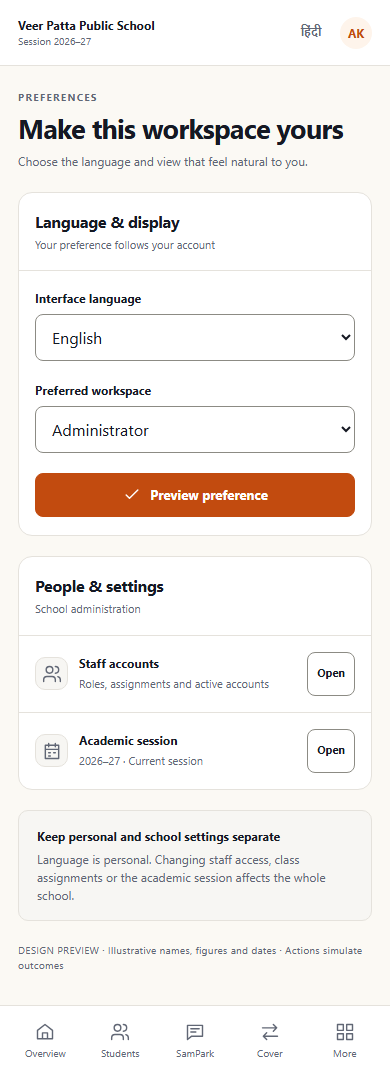 Veer Patta Public School
Session 2026–27
हिंदी
AK
PREFERENCES
Make this workspace yours
Choose the language and view that feel natural to you.
Language & display
Your preference follows your account
Interface language
English
Preferred workspace
Administrator
Preview preference
People & settings
School administration
Staff accounts
Roles, assignments and active accounts
Open
Academic session
2026–27 · Current session
Open
Keep personal and school settings separate
Language is personal. Changing staff access, class
assignments or the academic session affects the whole
school.
DESIGN PREVIEW · Illustrative names, figures and dates · Actions simulate
outcomes
Overview
Students
SamPark
Cover
More